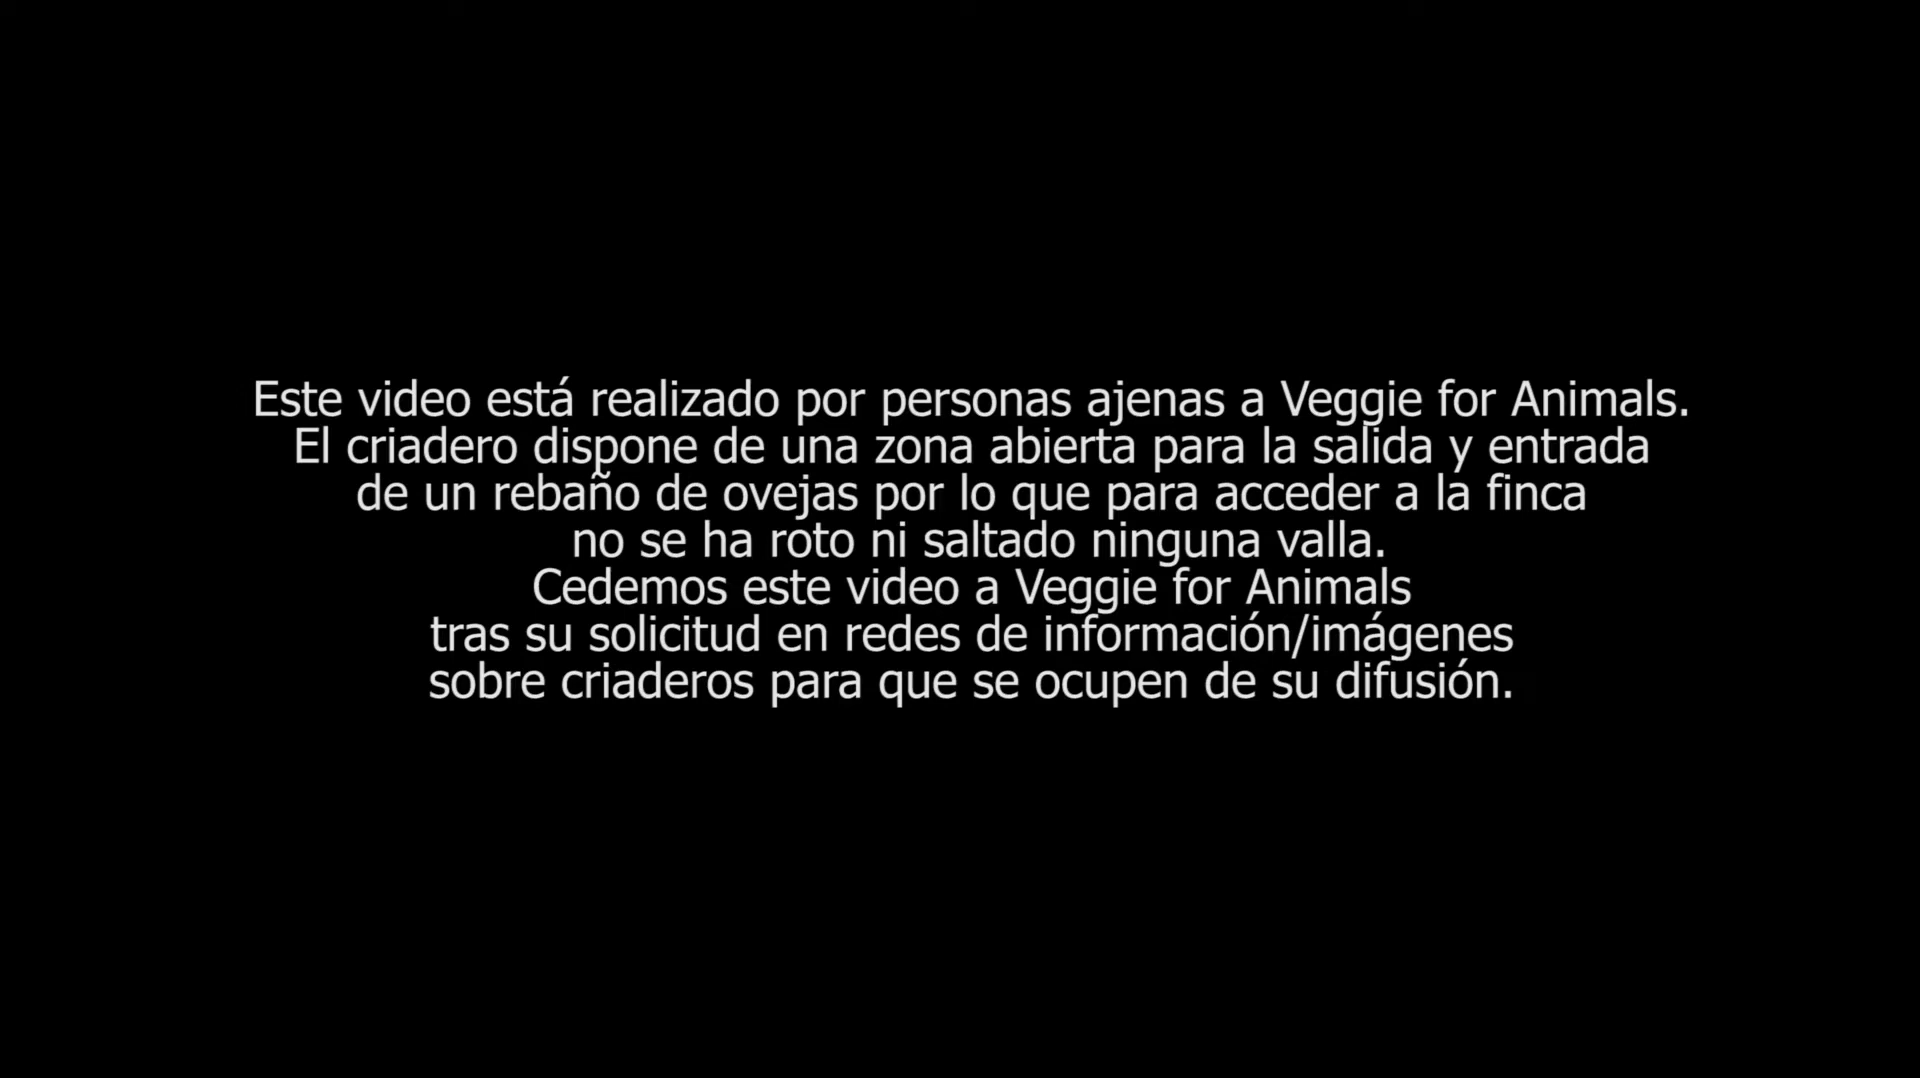 Este video está realizado por personas ajenas a Veggie for Animals.
El criadero dispone de una zona abierta para la salida y entrada
de un rebaño de ovejas por lo que para acceder a la finca
no se ha roto ni saltado ninguna valla.
Cedemos este video a Veggie for Animals
tras su solicitud en redes de información/imágenes
sobre criaderos para que se ocupen de su difusión.